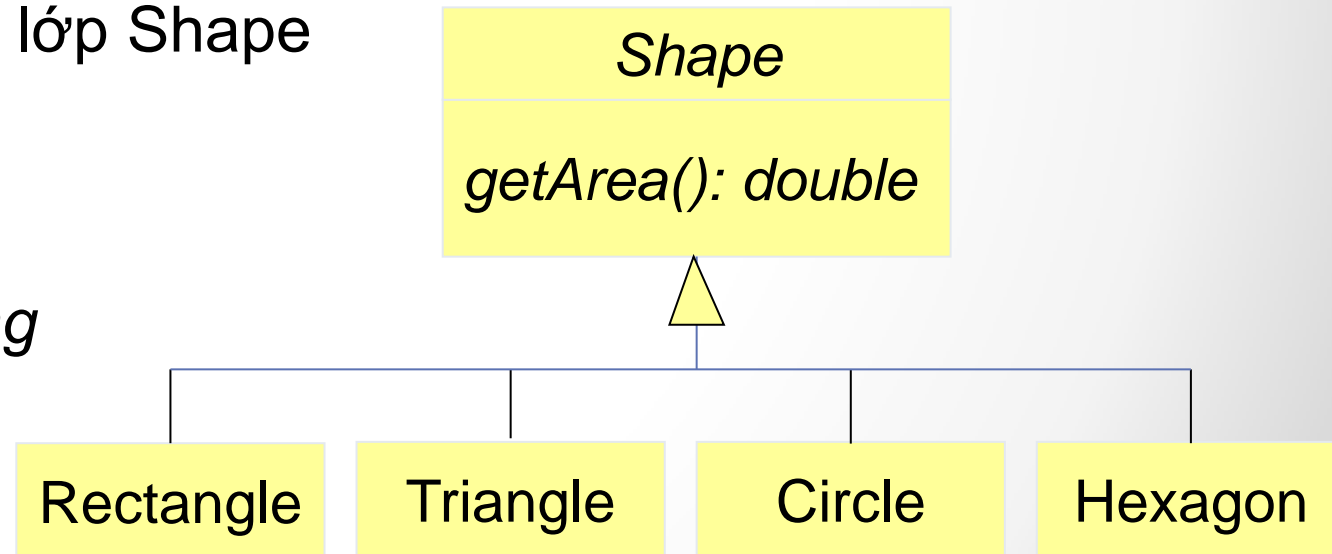 lớp Shape
Shape
getArea(): double
Rectangle
Triangle
Circle
Hexagon